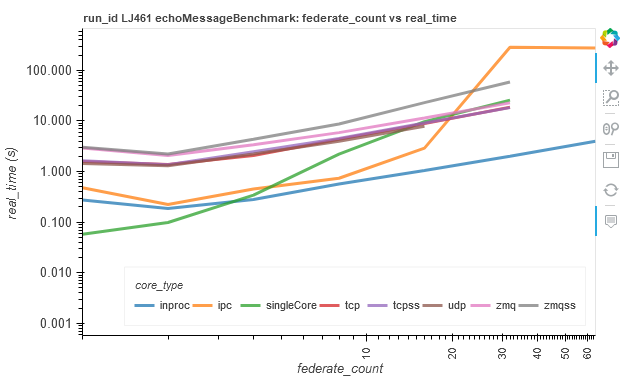 run_id LJ461 echoMessageBenchmark: federate_count vs real_time
100.000
10.000
1.000
0.100
0.010
0.001
real_time (s)
core_type
inproc ipc singleCore tcp tcpss udp zmq zmqss
10 20 30 40 50 60
federate_count